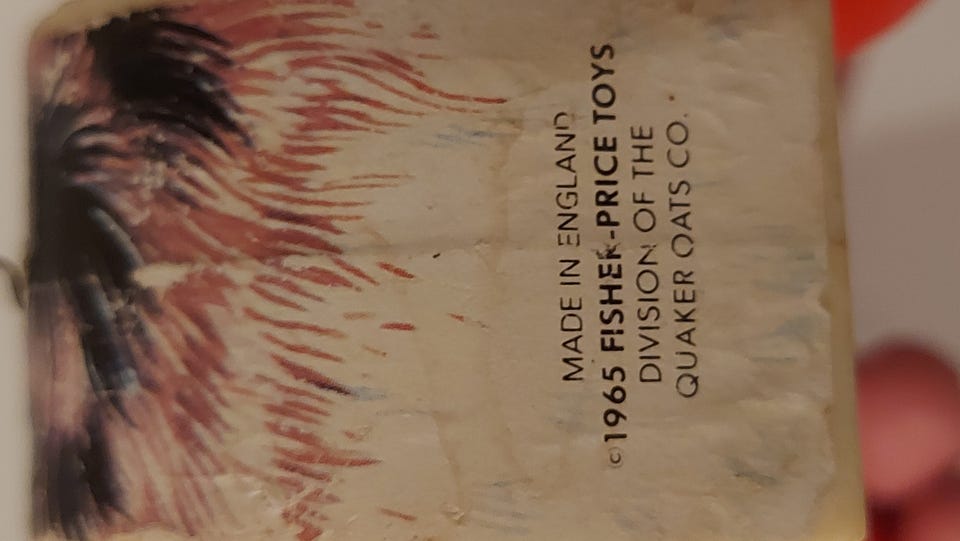 MADE IN ENGLAND
©1965 FISHER-PRICE TOYS
DIVISION OF THE
QUAKER OATS CO.